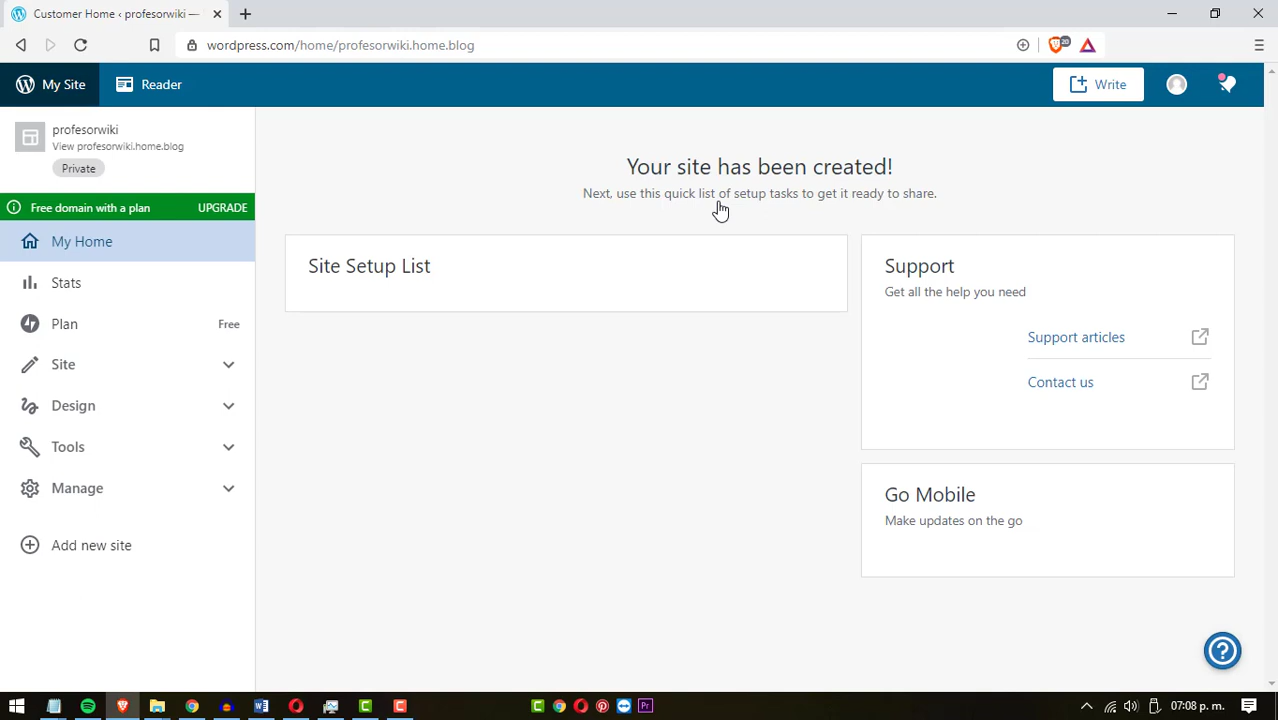 Customer Home ‹ profesorwiki —
wordpress.com/home/profesorwiki.home.blog
20
My Site
Reader
Write
profesorwiki
View profesorwiki.home.blog
Private
Free domain with a plan
UPGRADE
My Home
Stats
Plan
Free
Site
Design
Tools
Manage
Add new site
Your site has been created!
Next, use this quick list of setup tasks to get it ready to share.
Site Setup List
Support
Get all the help you need
Support articles
Contact us
Go Mobile
Make updates on the go
07:08 p. m.